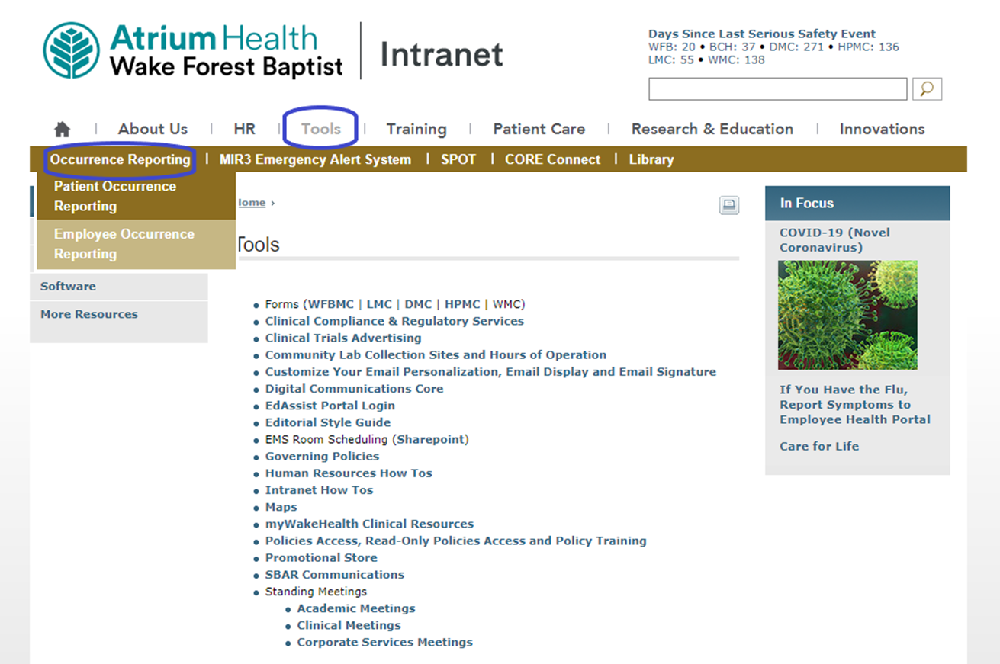 Atrium Health
Wake Forest Baptist
Intranet
Days Since Last Serious Safety Event
WFB: 20 • BCH: 37 • DMC: 271 • HPMC: 136
LMC: 55 • WMC: 138
About Us | HR | Tools | Training | Patient Care | Research & Education | Innovations
Occurrence Reporting | MIR3 Emergency Alert System | SPOT | CORE Connect | Library
Patient Occurrence
Reporting
Employee Occurrence
Reporting
Software
More Resources
lome ›
Tools
• Forms (WFBMC | LMC | DMC | HPMC | WMC)
• Clinical Compliance & Regulatory Services
• Clinical Trials Advertising
• Community Lab Collection Sites and Hours of Operation
• Customize Your Email Personalization, Email Display and Email Signature
• Digital Communications Core
• EdAssist Portal Login
• Editorial Style Guide
• EMS Room Scheduling (Sharepoint)
• Governing Policies
• Human Resources How Tos
• Intranet How Tos
• Maps
• myWakeHealth Clinical Resources
• Policies Access, Read-Only Policies Access and Policy Training
• Promotional Store
• SBAR Communications
• Standing Meetings
• Academic Meetings
• Clinical Meetings
• Corporate Services Meetings
In Focus
COVID-19 (Novel
Coronavirus)
If You Have the Flu,
Report Symptoms to
Employee Health Portal
Care for Life